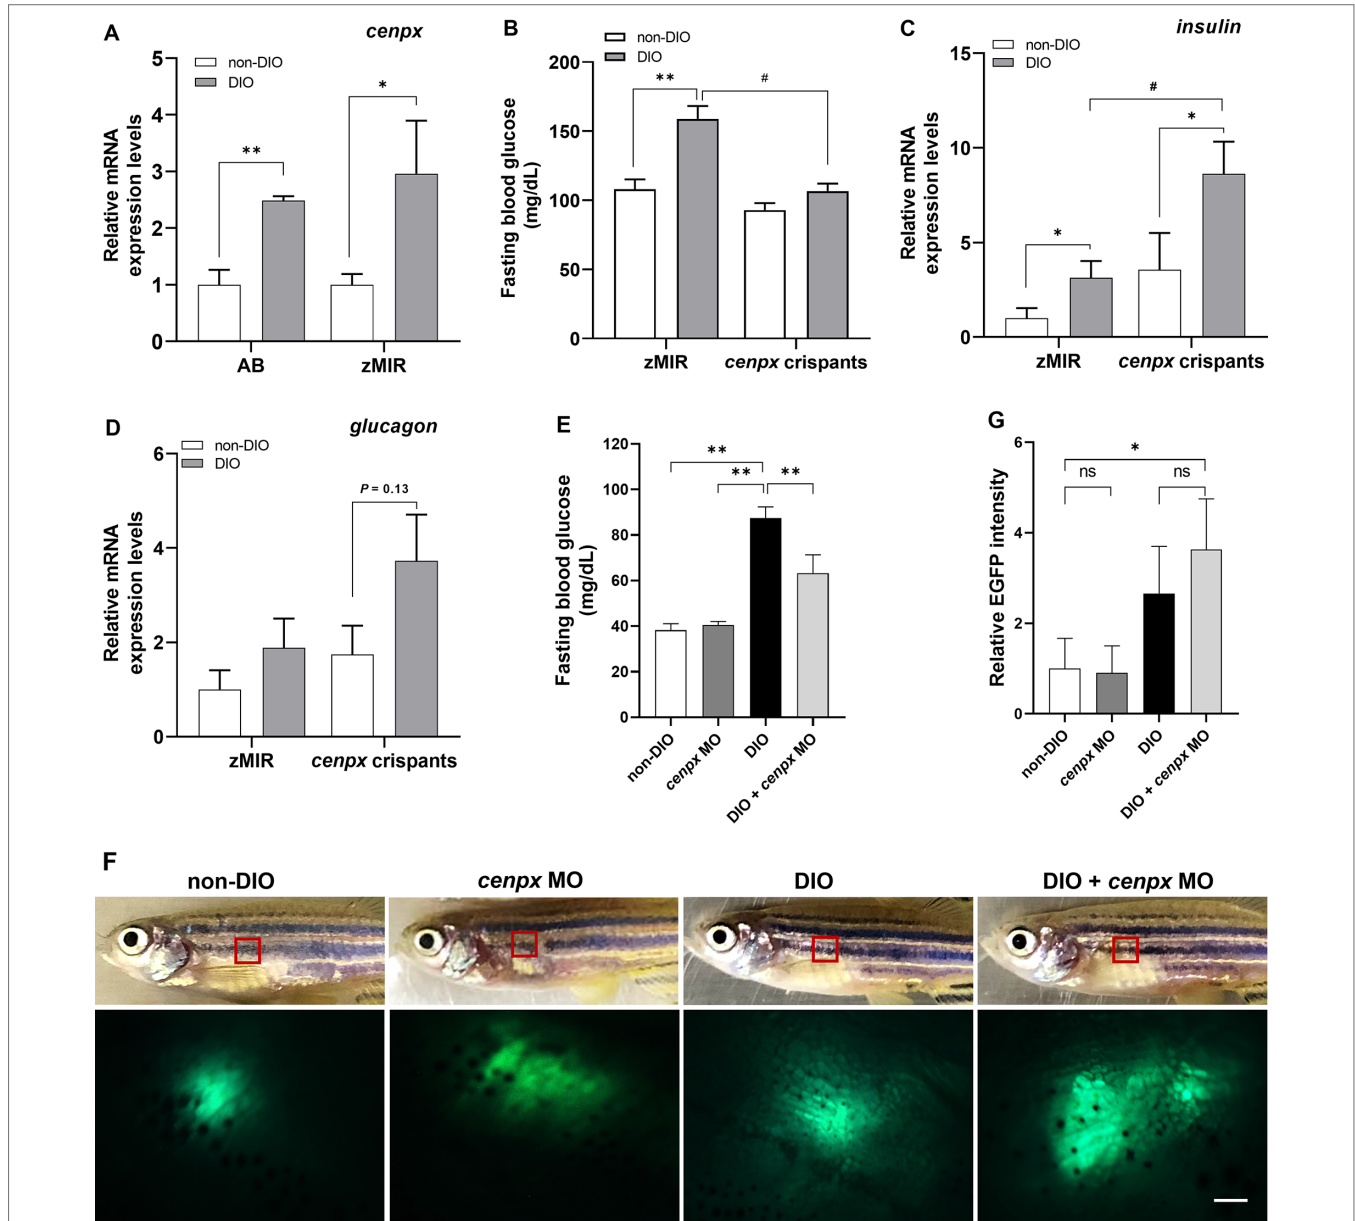 A
cenpx
non-DIO
DIO
Relative mRNA
expression levels
5
4
3
2
1
0
**
*
AB
zMIR
B
non-DIO
DIO
Fasting blood glucose
(mg/dL)
200
150
100
50
0
**
#
zMIR
cenpx crispants
C
insulin
non-DIO
DIO
Relative mRNA
expression levels
15
10
5
0
*
#
*
zMIR
cenpx crispants
D
glucagon
non-DIO
DIO
Relative mRNA
expression levels
6
4
2
0
P = 0.13
zMIR
cenpx crispants
E
Fasting blood glucose
(mg/dL)
120
100
80
60
40
20
0
**
**
**
non-DIO
cenpx MO
DIO
DIO + cenpx MO
G
Relative EGFP intensity
6
4
2
0
*
ns
ns
non-DIO
cenpx MO
DIO
DIO + cenpx MO
F
non-DIO
cenpx MO
DIO
DIO + cenpx MO